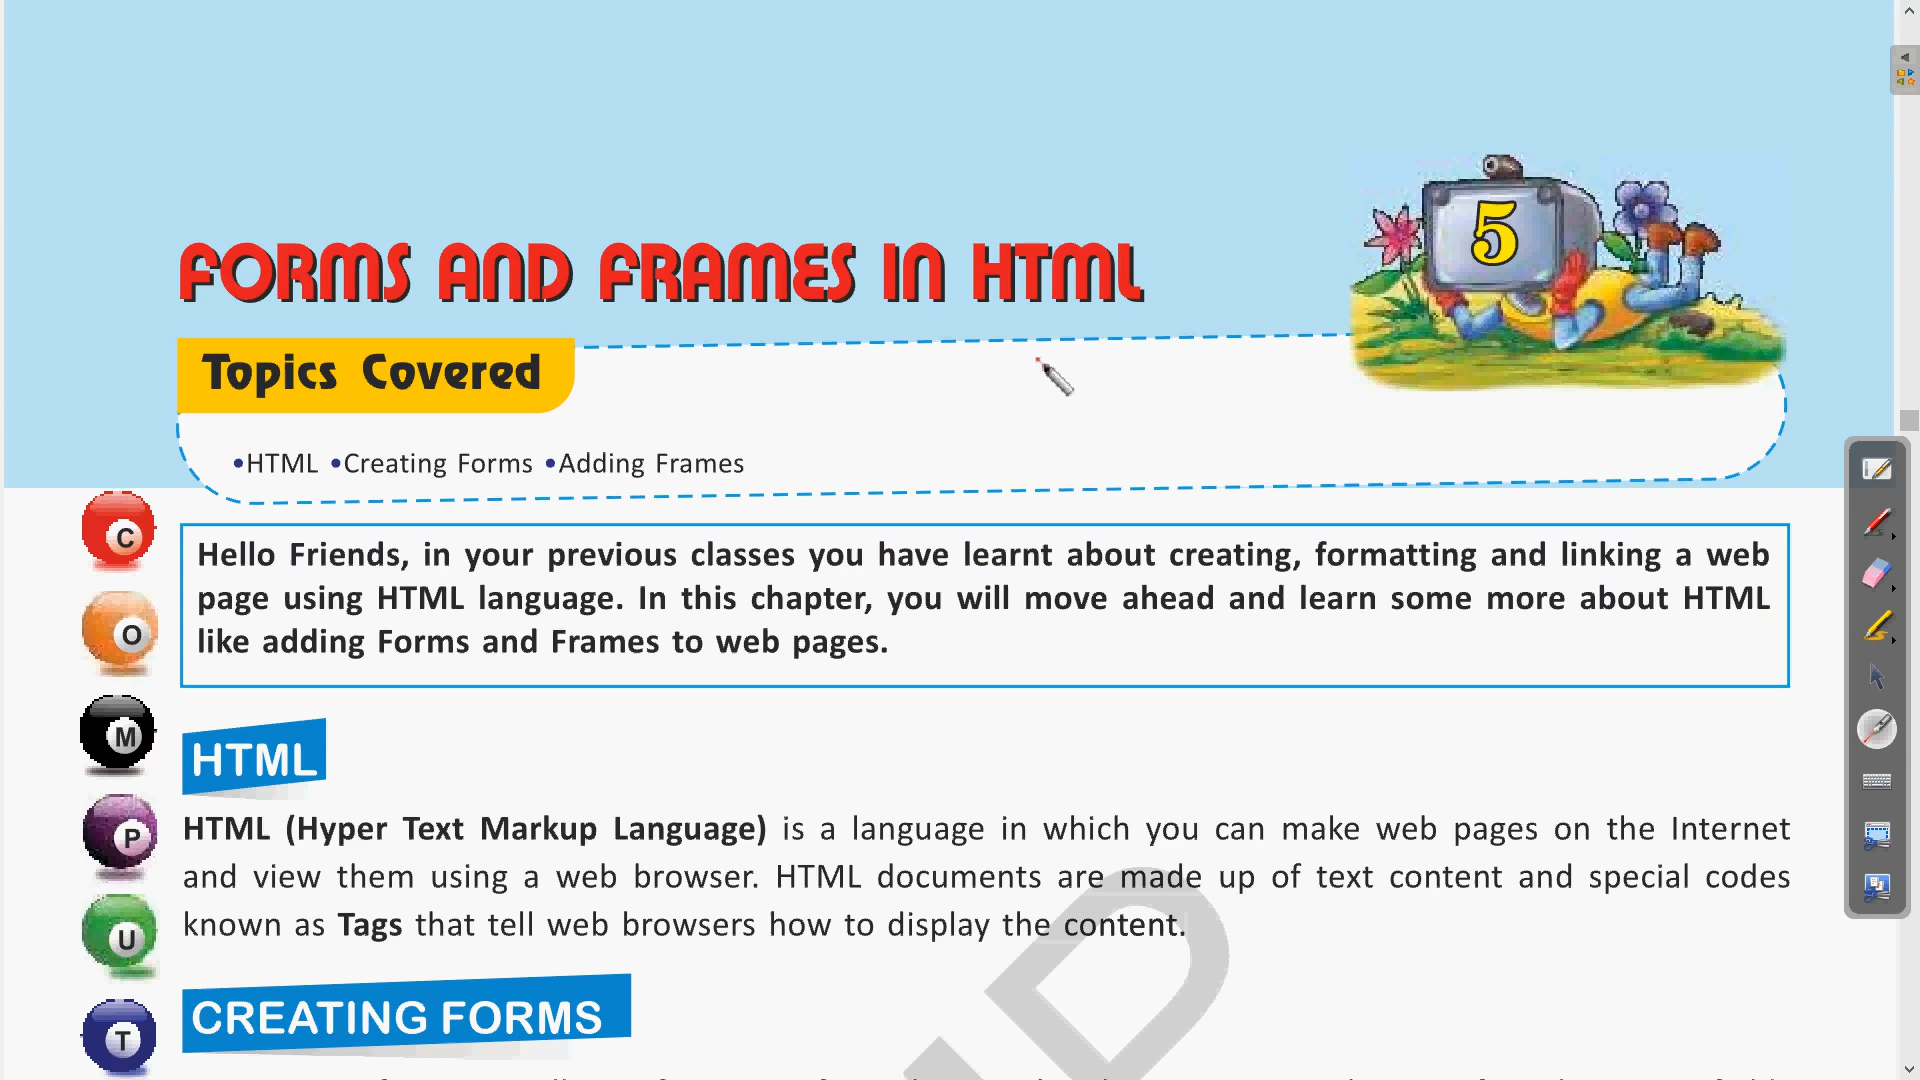 5
FORMS AND FRAMES IN HTML
Topics Covered
•HTML •Creating Forms •Adding Frames
Hello Friends, in your previous classes you have learnt about creating, formatting and linking a web
page using HTML language. In this chapter, you will move ahead and learn some more about HTML
like adding Forms and Frames to web pages.
HTML
HTML (Hyper Text Markup Language) is a language in which you can make web pages on the Internet
and view them using a web browser. HTML documents are made up of text content and special codes
known as Tags that tell web browsers how to display the content.
CREATING FORMS
C
O
M
P
U
T